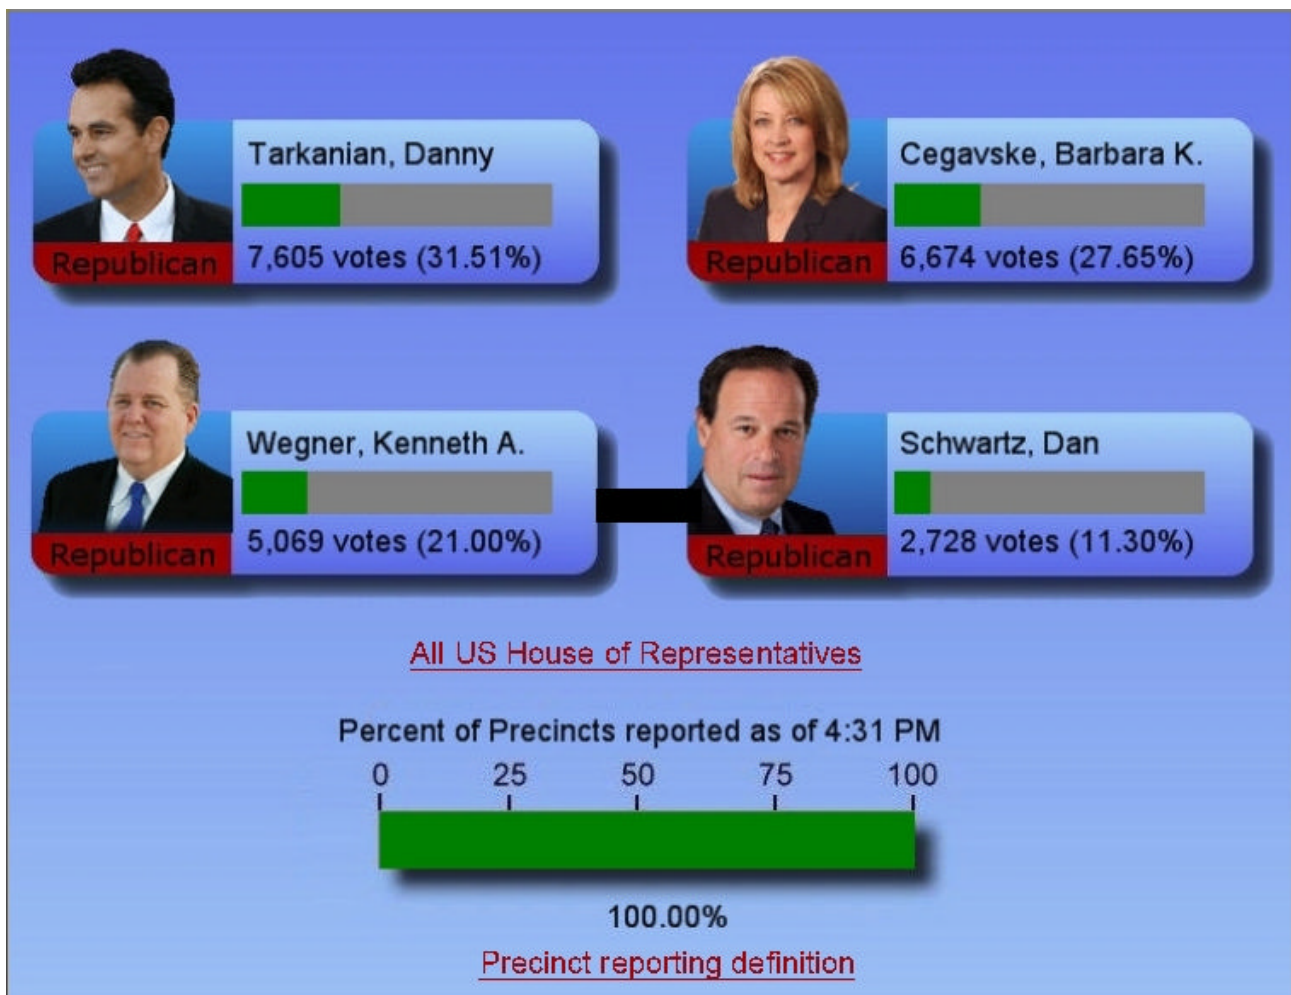 Tarkanian, Danny
7,605 votes (31.51%)
Republican
Cegavske, Barbara K.
6,674 votes (27.65%)
Republican
Wegner, Kenneth A.
5,069 votes (21.00%)
Republican
Schwartz, Dan
2,728 votes (11.30%)
Republican
All US House of Representatives
Percent of Precincts reported as of 4:31 PM
0 25 50 75 100
100.00%
Precinct reporting definition